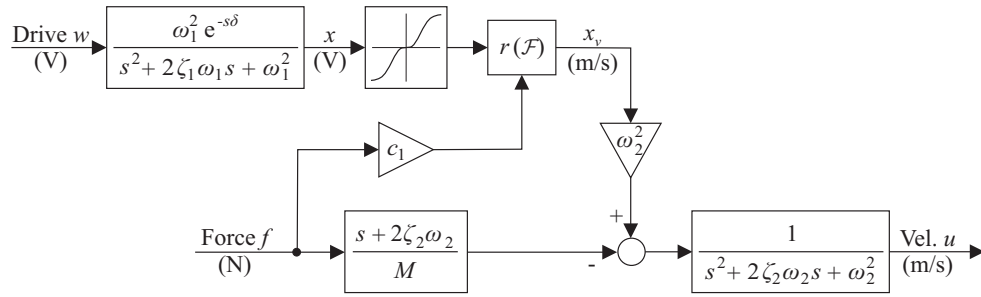 Drive w
(V)
ω₁² e^{-sδ}
s² + 2ζ₁ω₁s + ω₁²
x
(V)
r(ℱ)
x_v
(m/s)
ω₂²
c₁
+
Force f
(N)
s + 2ζ₂ω₂
M
-
1
s² + 2ζ₂ω₂s + ω₂²
Vel. u
(m/s)